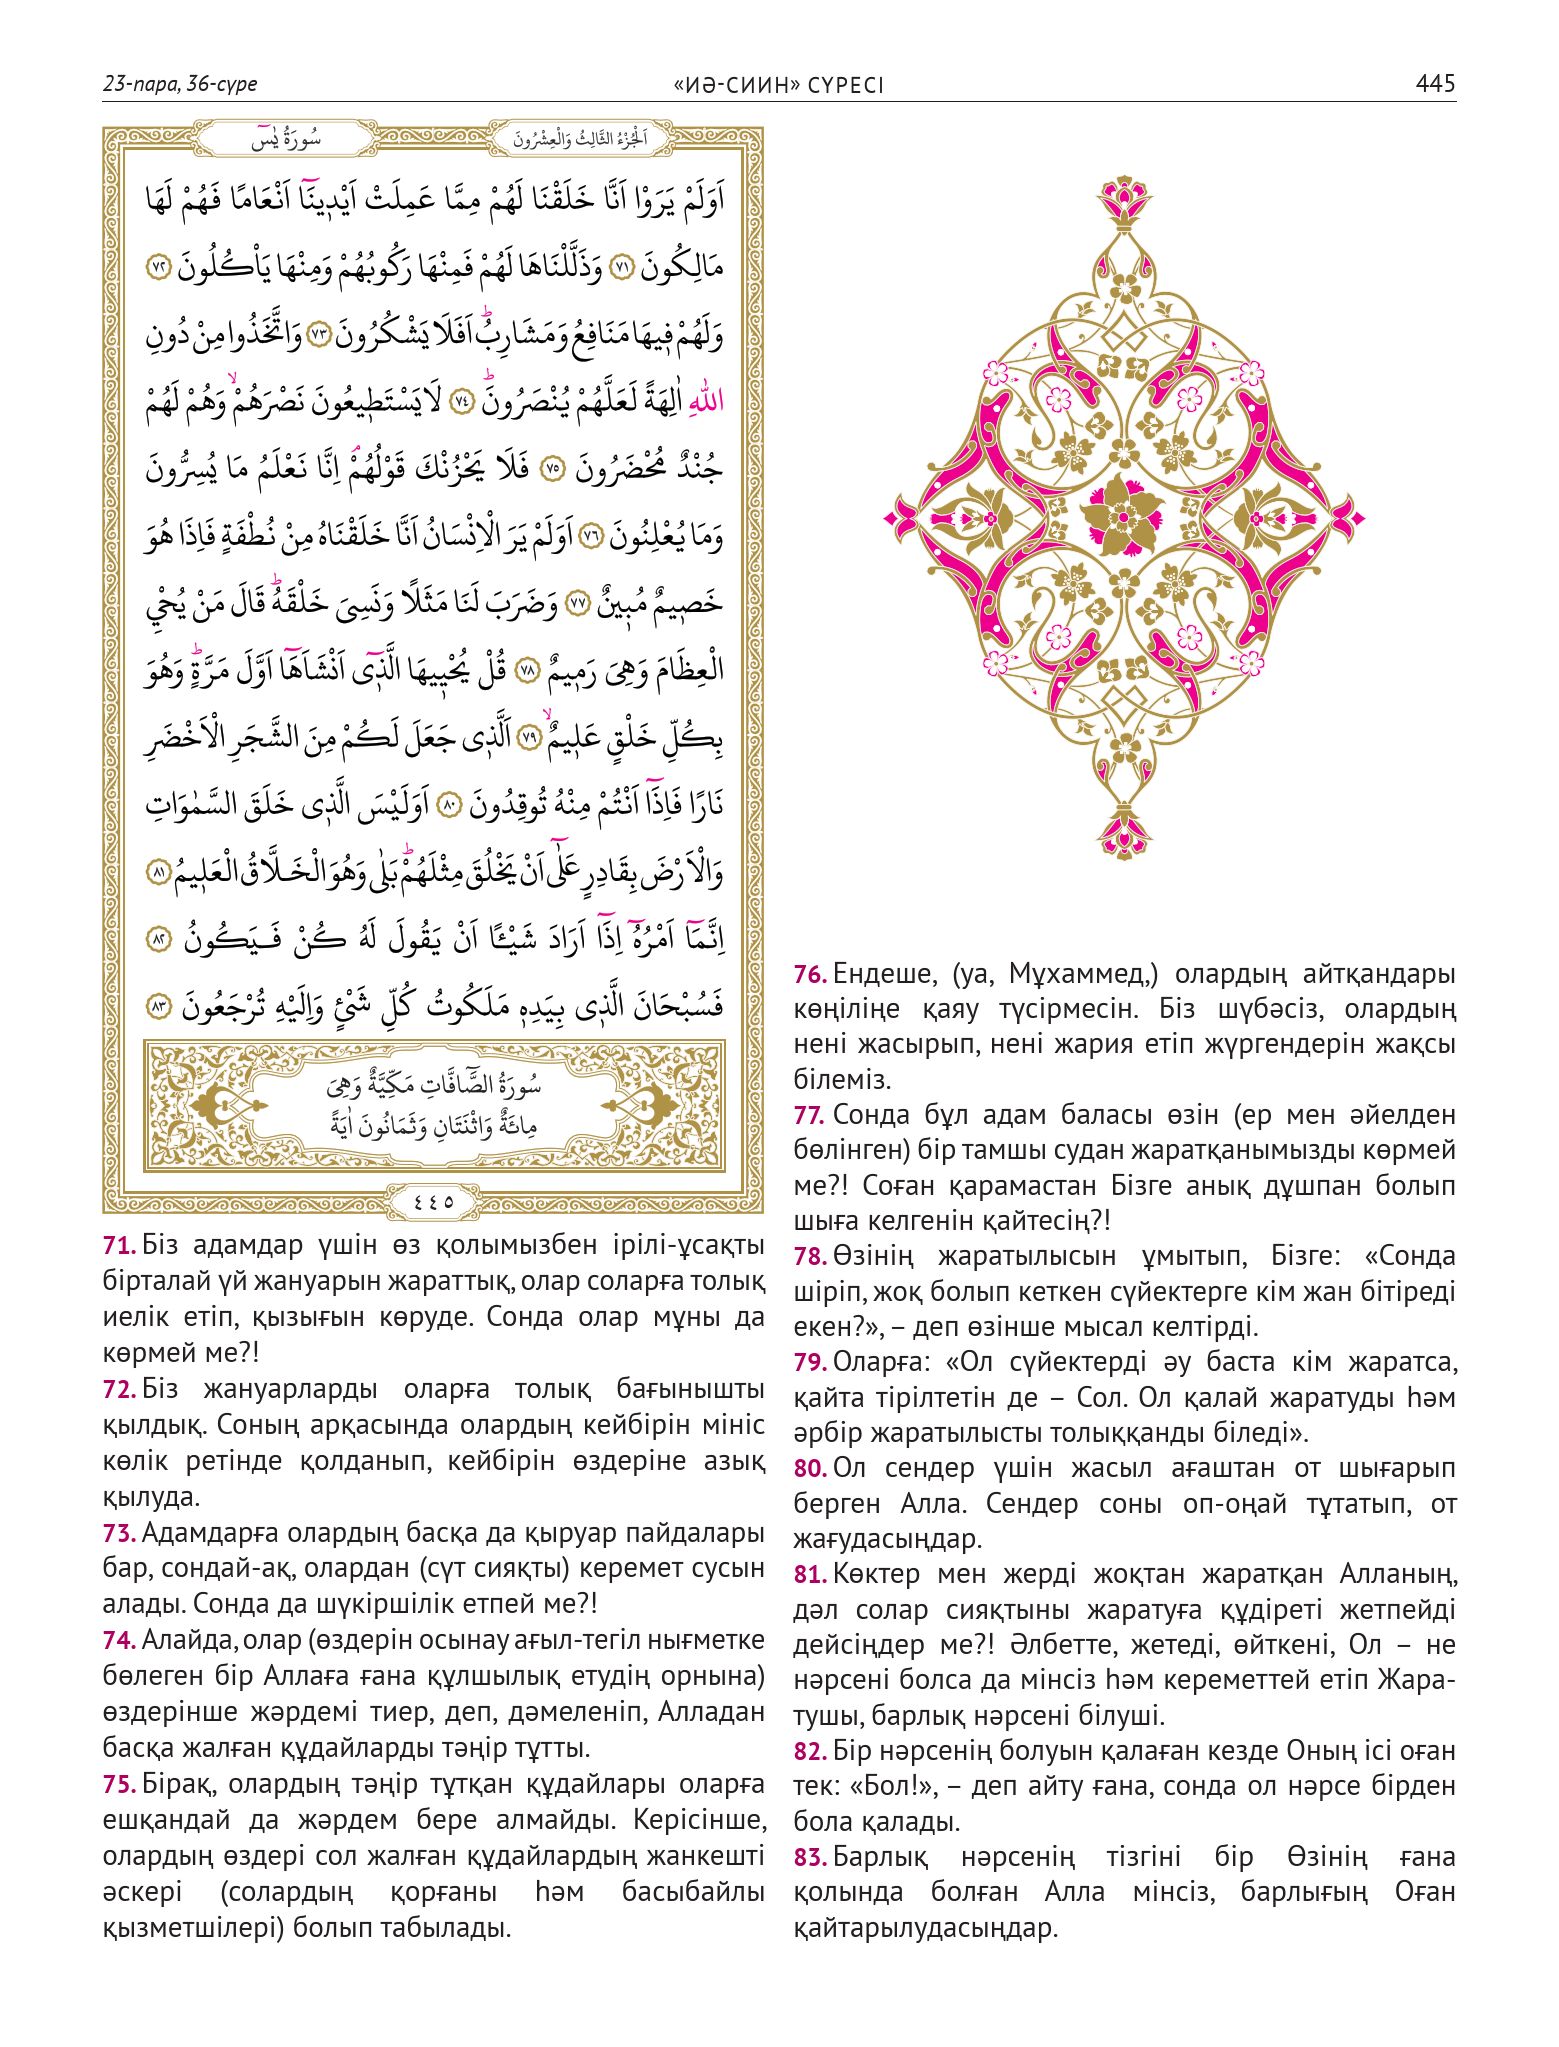 23-пара, 36-сүре
«ИӘ-СИИН» СҮРЕСІ
445
سُورَةُ يٰسٓ
اَلْجُزْءُ الثَّالِثُ وَالْعِشْرُونَ
اَوَلَمْ يَرَوْا اَنَّا خَلَقْنَا لَهُمْ مِمَّا عَمِلَتْ اَيْد۪ينَٓا اَنْعَامًا فَهُمْ لَهَا
مَالِكُونَ ﴿٧١﴾ وَذَلَّلْنَاهَا لَهُمْ فَمِنْهَا رَكُوبُهُمْ وَمِنْهَا يَأْكُلُونَ ﴿٧٢﴾
وَلَهُمْ ف۪يهَا مَنَافِعُ وَمَشَارِبُۜ اَفَلَا يَشْكُرُونَ ﴿٧٣﴾ وَاتَّخَذُوا مِنْ دُونِ
اللّٰهِ اٰلِهَةً لَعَلَّهُمْ يُنْصَرُونَۜ ﴿٧٤﴾ لَا يَسْتَط۪يعُونَ نَصْرَهُمْۙ وَهُمْ لَهُمْ
جُنْدٌ مُحْضَرُونَ ﴿٧٥﴾ فَلَا يَحْزُنْكَ قَوْلُهُمْۢ اِنَّا نَعْلَمُ مَا يُسِرُّونَ
وَمَا يُعْلِنُونَ ﴿٧٦﴾ اَوَلَمْ يَرَ الْاِنْسَانُ اَنَّا خَلَقْنَاهُ مِنْ نُطْفَةٍ فَاِذَا هُوَ
خَص۪يمٌ مُب۪ينٌ ﴿٧٧﴾ وَضَرَبَ لَنَا مَثَلًا وَنَسِيَ خَلْقَهُۜ قَالَ مَنْ يُحْيِ
الْعِظَامَ وَهِيَ رَم۪يمٌ ﴿٧٨﴾ قُلْ يُحْي۪يهَا الَّذ۪ٓي اَنْشَاَهَٓا اَوَّلَ مَرَّةٍۜ وَهُوَ
بِكُلِّ خَلْقٍ عَل۪يمٌۙ ﴿٧٩﴾ اَلَّذ۪ي جَعَلَ لَكُمْ مِنَ الشَّجَرِ الْاَخْضَرِ
نَارًا فَاِذَٓا اَنْتُمْ مِنْهُ تُوقِدُونَ ﴿٨٠﴾ اَوَلَيْسَ الَّذ۪ي خَلَقَ السَّمٰوَاتِ
وَالْاَرْضَ بِقَادِرٍ عَلٰٓى اَنْ يَخْلُقَ مِثْلَهُمْۜ بَلٰى وَهُوَ الْخَلَّاقُ الْعَل۪يمُ ﴿٨١﴾
اِنَّمَٓا اَمْرُهُٓ اِذَٓا اَرَادَ شَيْـًٔا اَنْ يَقُولَ لَهُ كُنْ فَيَكُونُ ﴿٨٢﴾
فَسُبْحَانَ الَّذ۪ي بِيَدِه۪ مَلَكُوتُ كُلِّ شَيْءٍ وَاِلَيْهِ تُرْجَعُونَ ﴿٨٣﴾
سُورَةُ الصَّٓافَّاتِ مَكِّيَّةٌ وَهِيَ
مِائَةٌ وَاثْنَتَانِ وَثَمَانُونَ اٰيَةً
٤٤٥
71. Біз адамдар үшін өз қолымызбен ірілі-ұсақты
бірталай үй жануарын жараттық, олар соларға толық
иелік етіп, қызығын көруде. Сонда олар мұны да
көрмей ме?!
72. Біз жануарларды оларға толық бағынышты
қылдық. Соның арқасында олардың кейбірін мініс
көлік ретінде қолданып, кейбірін өздеріне азық
қылуда.
73. Адамдарға олардың басқа да қыруар пайдалары
бар, сондай-ақ, олардан (сүт сияқты) керемет сусын
алады. Сонда да шүкіршілік етпей ме?!
74. Алайда, олар (өздерін осынау ағыл-тегіл нығметке
бөлеген бір Аллаға ғана құлшылық етудің орнына)
өздерінше жәрдемі тиер, деп, дәмеленіп, Алладан
басқа жалған құдайларды тәңір тұтты.
75. Бірақ, олардың тәңір тұтқан құдайлары оларға
ешқандай да жәрдем бере алмайды. Керісінше,
олардың өздері сол жалған құдайлардың жанкешті
әскері (солардың қорғаны һәм басыбайлы
қызметшілері) болып табылады.
76. Ендеше, (уа, Мұхаммед,) олардың айтқандары
көңіліңе қаяу түсірмесін. Біз шүбәсіз, олардың
нені жасырып, нені жария етіп жүргендерін жақсы
білеміз.
77. Сонда бұл адам баласы өзін (ер мен әйелден
бөлінген) бір тамшы судан жаратқанымызды көрмей
ме?! Соған қарамастан Бізге анық дұшпан болып
шыға келгенін қайтесің?!
78. Өзінің жаратылысын ұмытып, Бізге: «Сонда
шіріп, жоқ болып кеткен сүйектерге кім жан бітіреді
екен?», – деп өзінше мысал келтірді.
79. Оларға: «Ол сүйектерді әу баста кім жаратса,
қайта тірілтетін де – Сол. Ол қалай жаратуды һәм
әрбір жаратылысты толыққанды біледі».
80. Ол сендер үшін жасыл ағаштан от шығарып
берген Алла. Сендер соны оп-оңай тұтатып, от
жағудасыңдар.
81. Көктер мен жерді жоқтан жаратқан Алланың,
дәл солар сияқтыны жаратуға құдіреті жетпейді
дейсіңдер ме?! Әлбетте, жетеді, өйткені, Ол – не
нәрсені болса да мінсіз һәм кереметтей етіп Жара-
тушы, барлық нәрсені білуші.
82. Бір нәрсенің болуын қалаған кезде Оның ісі оған
тек: «Бол!», – деп айту ғана, сонда ол нәрсе бірден
бола қалады.
83. Барлық нәрсенің тізгіні бір Өзінің ғана
қолында болған Алла мінсіз, барлығың Оған
қайтарылудасыңдар.